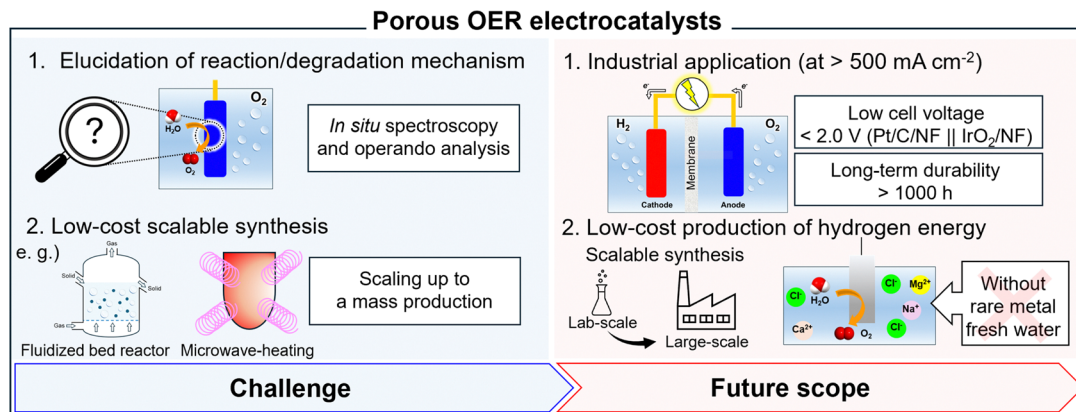 Porous OER electrocatalysts
1. Elucidation of reaction/degradation mechanism
?
H₂O
O₂
O₂
In situ spectroscopy
and operando analysis
2. Low-cost scalable synthesis
e. g.)
Gas
Solid
Solid
Gas
Fluidized bed reactor
Microwave-heating
Scaling up to
a mass production
Challenge
1. Industrial application (at > 500 mA cm⁻²)
e⁻
e⁻
H₂
O₂
Membrane
Cathode
Anode
Low cell voltage
< 2.0 V (Pt/C/NF || IrO₂/NF)
Long-term durability
> 1000 h
2. Low-cost production of hydrogen energy
Scalable synthesis
Lab-scale
Large-scale
Cl⁻
H₂O
Cl⁻
Mg²⁺
Na⁺
Ca²⁺
O₂
Cl⁻
Without
rare metal
fresh water
Future scope